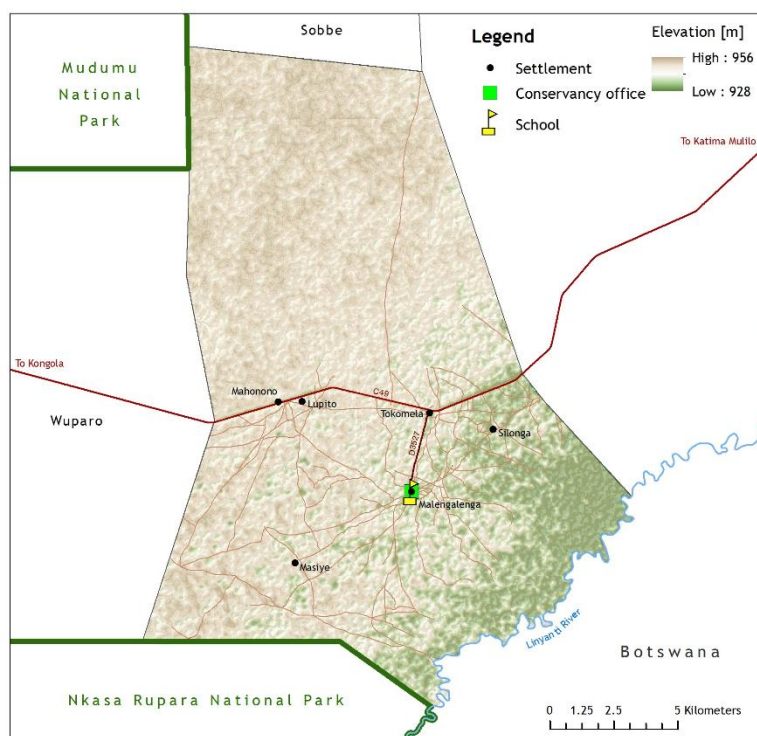 Sobbe
Legend
Settlement
Conservancy office
School
Elevation [m]
High : 956
Low : 928
Mudumu
National
Park
To Katima Mulilo
To Kongola
Mahonono
Lupito
C49
Tokomela
Wuparo
Silonga
D3527
Malengalenga
Masiye
Linyanti River
Botswana
Nkasa Rupara National Park
0 1.25 2.5 5 Kilometers